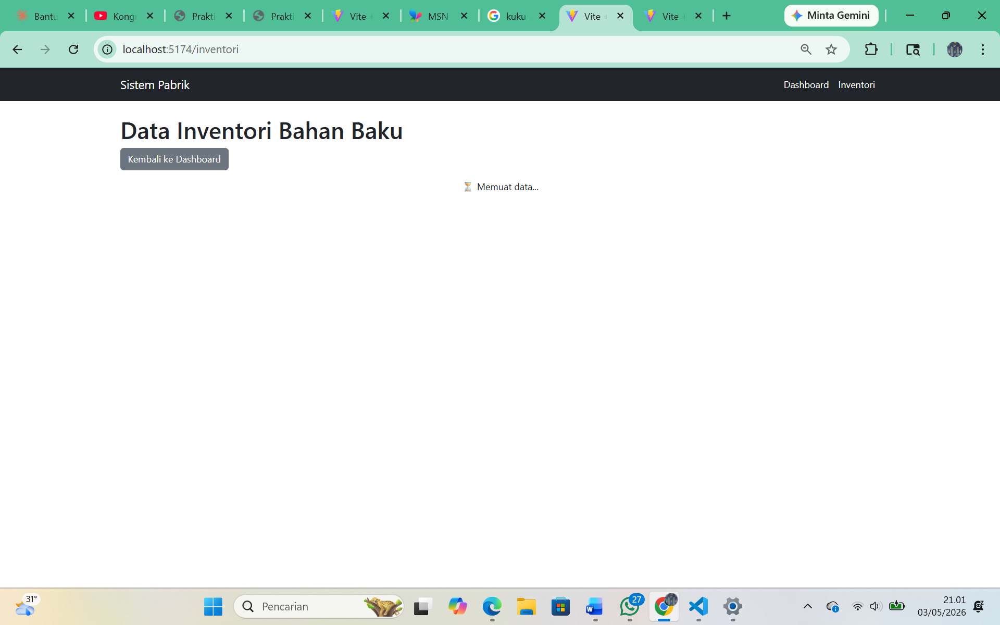 Bantu
Kong
Prakti
Prakti
Vite
MSN
kuku
Vite
Vite
Minta Gemini
localhost:5174/inventori
Sistem Pabrik
Dashboard
Inventori
Data Inventori Bahan Baku
Kembali ke Dashboard
⏳ Memuat data...
31°
Pencarian
27
21.01
03/05/2026